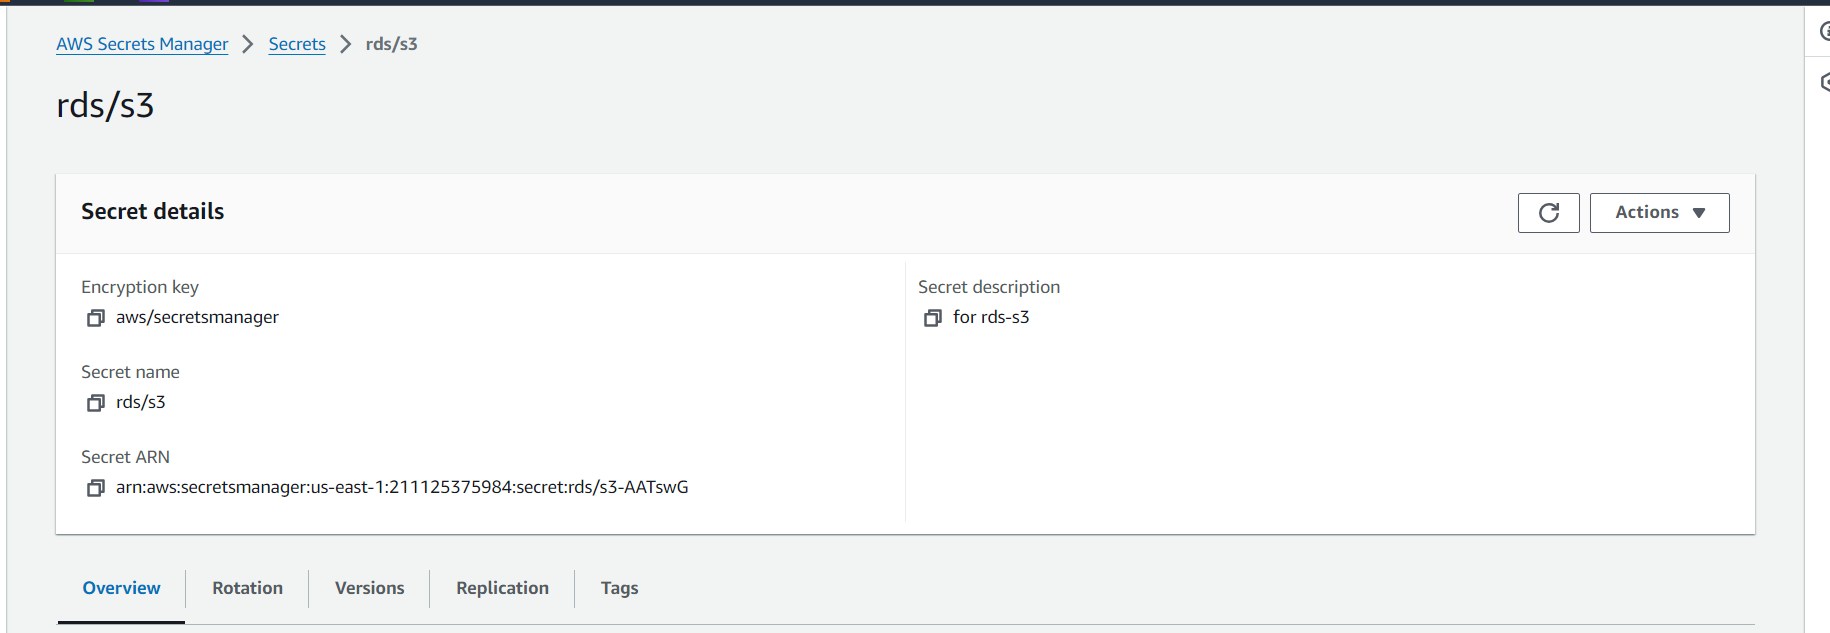 AWS Secrets Manager > Secrets > rds/s3
rds/s3
Secret details
Actions
Encryption key
aws/secretsmanager
Secret name
rds/s3
Secret ARN
arn:aws:secretsmanager:us-east-1:211125375984:secret:rds/s3-AATswG
Secret description
for rds-s3
Overview
Rotation
Versions
Replication
Tags